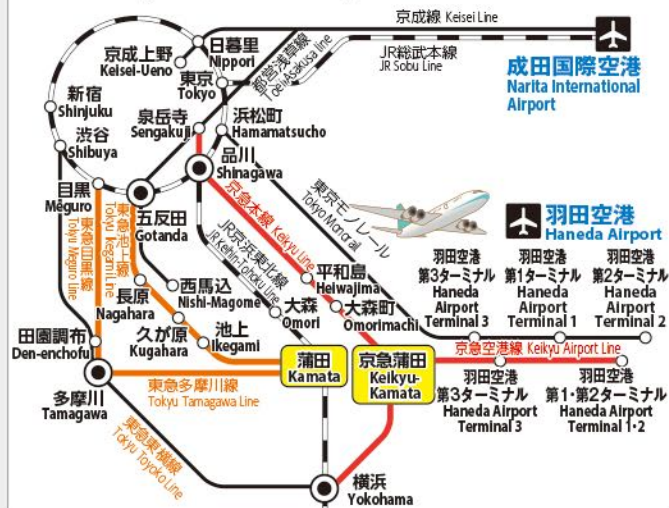 京成線 Keisei Line
日暮里
Nippori
京成上野
Keisei-Ueno
都営浅草線
Toei Asakusa line
JR総武本線
JR Sobu Line
成田国際空港
Narita International
Airport
東京
Tokyo
新宿
Shinjuku
泉岳寺
Sengakuji
浜松町
Hamamatsucho
渋谷
Shibuya
品川
Shinagawa
目黒
Meguro
東急目黒線
Tokyu Meguro Line
東急池上線
Tokyu Ikegami Line
五反田
Gotanda
京急本線 Keikyu Line
東京モノレール
Tokyo Monorail
JR京浜東北線
JR Keihin-Tohoku Line
羽田空港
Haneda Airport
平和島
Heiwajima
西馬込
Nishi-Magome
長原
Nagahara
大森
Omori
大森町
Omorimachi
久が原
Kugahara
池上
Ikegami
羽田空港
第3ターミナル
Haneda
Airport
Terminal 3
羽田空港
第1ターミナル
Haneda
Airport
Terminal 1
羽田空港
第2ターミナル
Haneda
Airport
Terminal 2
田園調布
Den-enchofu
蒲田
Kamata
京急蒲田
Keikyu-
Kamata
京急空港線 Keikyu Airport Line
羽田空港
第3ターミナル
Haneda Airport
Terminal 3
羽田空港
第1・第2ターミナル
Haneda Airport
Terminal 1・2
多摩川
Tamagawa
東急多摩川線
Tokyu Tamagawa Line
東急東横線
Tokyu Toyoko Line
横浜
Yokohama